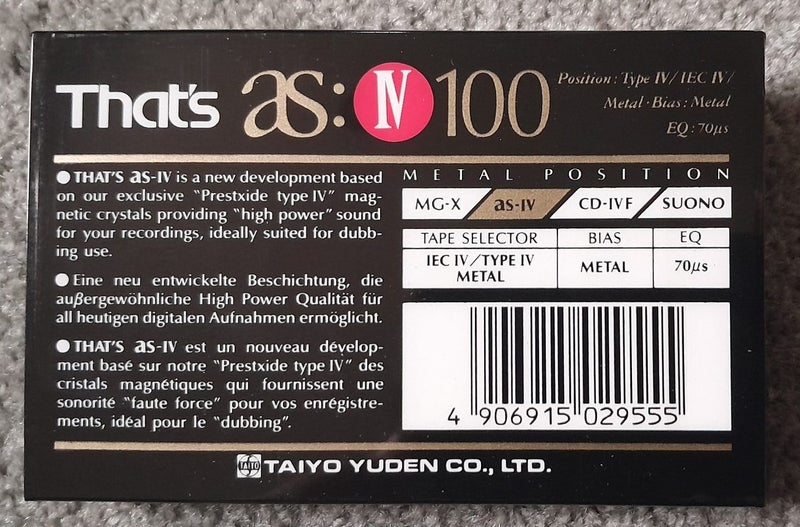 That's as: IV 100
Position : Type IV/ IEC IV/
Metal · Bias : Metal
EQ : 70µs
● THAT'S as-IV is a new development based
on our exclusive "Prestxide type IV" mag-
netic crystals providing "high power" sound
for your recordings, ideally suited for dubb-
ing use.
● Eine neu entwickelte Beschichtung, die
außergewöhnliche High Power Qualität für
all heutigen digitalen Aufnahmen ermöglicht.
● THAT'S as-IV est un nouveau dévelop-
ment basé sur notre "Prestxide type IV" des
cristals magnétiques qui fournissent une
sonorité "faute force" pour vos enrégistre-
ments, idéal pour le "dubbing".
METAL POSITION
MG-X as-IV CD-IVF SUONO
TAPE SELECTOR BIAS EQ
IEC IV/TYPE IV
METAL METAL 70µs
4 906915 029555
TAIYO TAIYO YUDEN CO., LTD.